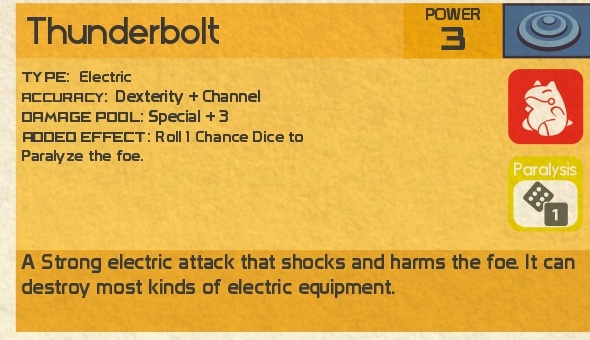 Thunderbolt
POWER
3
TYPE: Electric
ACCURACY: Dexterity + Channel
DAMAGE POOL: Special + 3
ADDED EFFECT: Roll 1 Chance Dice to
Paralyze the foe.
Paralysis
1
A Strong electric attack that shocks and harms the foe. It can
destroy most kinds of electric equipment.